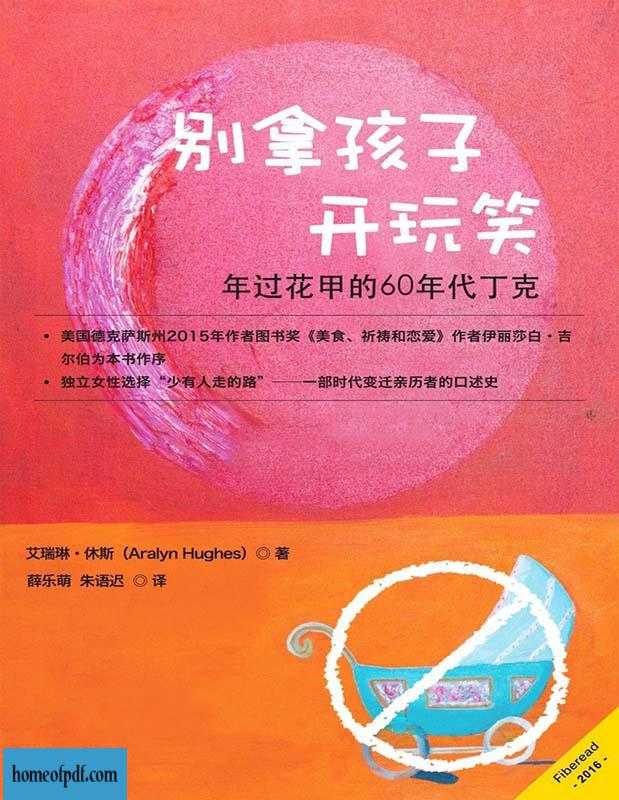 别拿孩子
开玩笑
年过花甲的60年代丁克
• 美国德克萨斯州2015年作者图书奖《美食、祈祷和恋爱》作者伊丽莎白·吉
尔伯为本书作序
• 独立女性选择“少有人走的路”——一部时代变迁亲历者的口述史
艾瑞琳·休斯（Aralyn Hughes）◎ 著
薛乐萌 朱语迟 ◎ 译
homeofpdf.com
Fiberead
- 2016 -